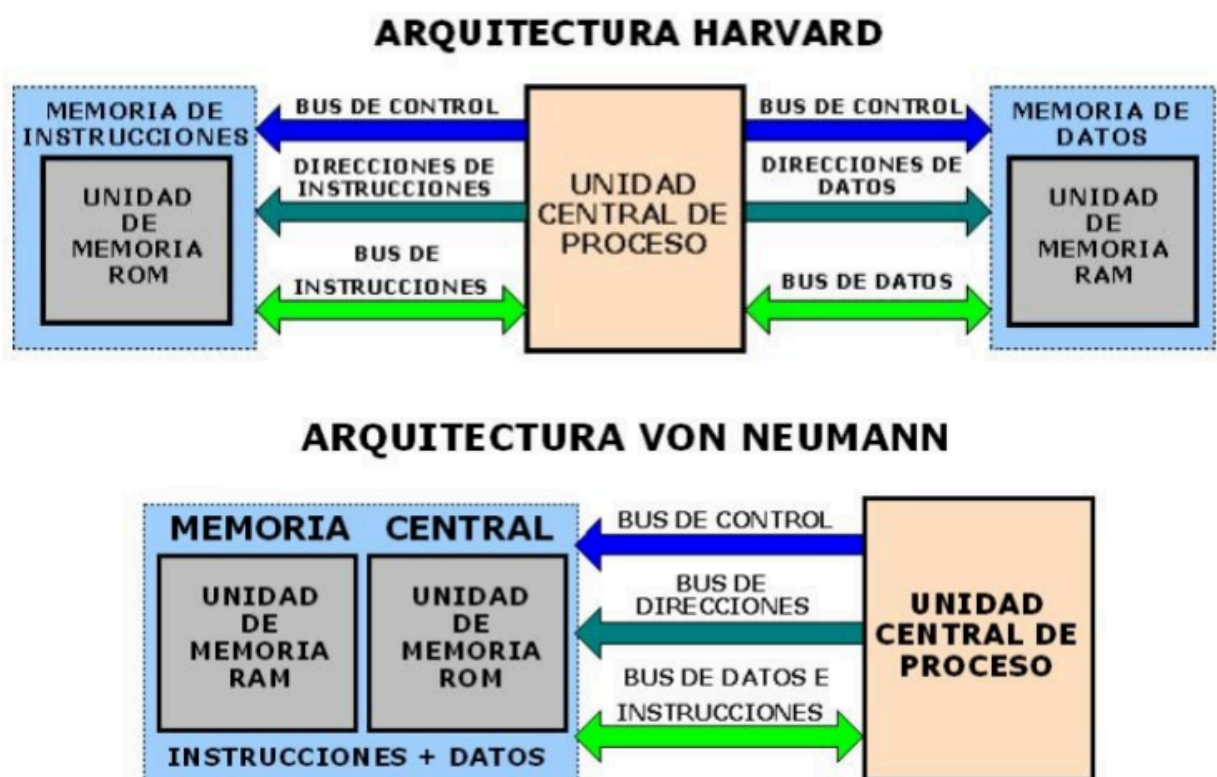 ARQUITECTURA HARVARD
MEMORIA DE
INSTRUCCIONES
UNIDAD
DE
MEMORIA
ROM
BUS DE CONTROL
DIRECCIONES DE
INSTRUCCIONES
BUS DE
INSTRUCCIONES
UNIDAD
CENTRAL DE
PROCESO
BUS DE CONTROL
DIRECCIONES DE
DATOS
BUS DE DATOS
MEMORIA DE
DATOS
UNIDAD
DE
MEMORIA
RAM
ARQUITECTURA VON NEUMANN
MEMORIA CENTRAL
UNIDAD
DE
MEMORIA
RAM
UNIDAD
DE
MEMORIA
ROM
INSTRUCCIONES + DATOS
BUS DE CONTROL
BUS DE
DIRECCIONES
BUS DE DATOS E
INSTRUCCIONES
UNIDAD
CENTRAL DE
PROCESO